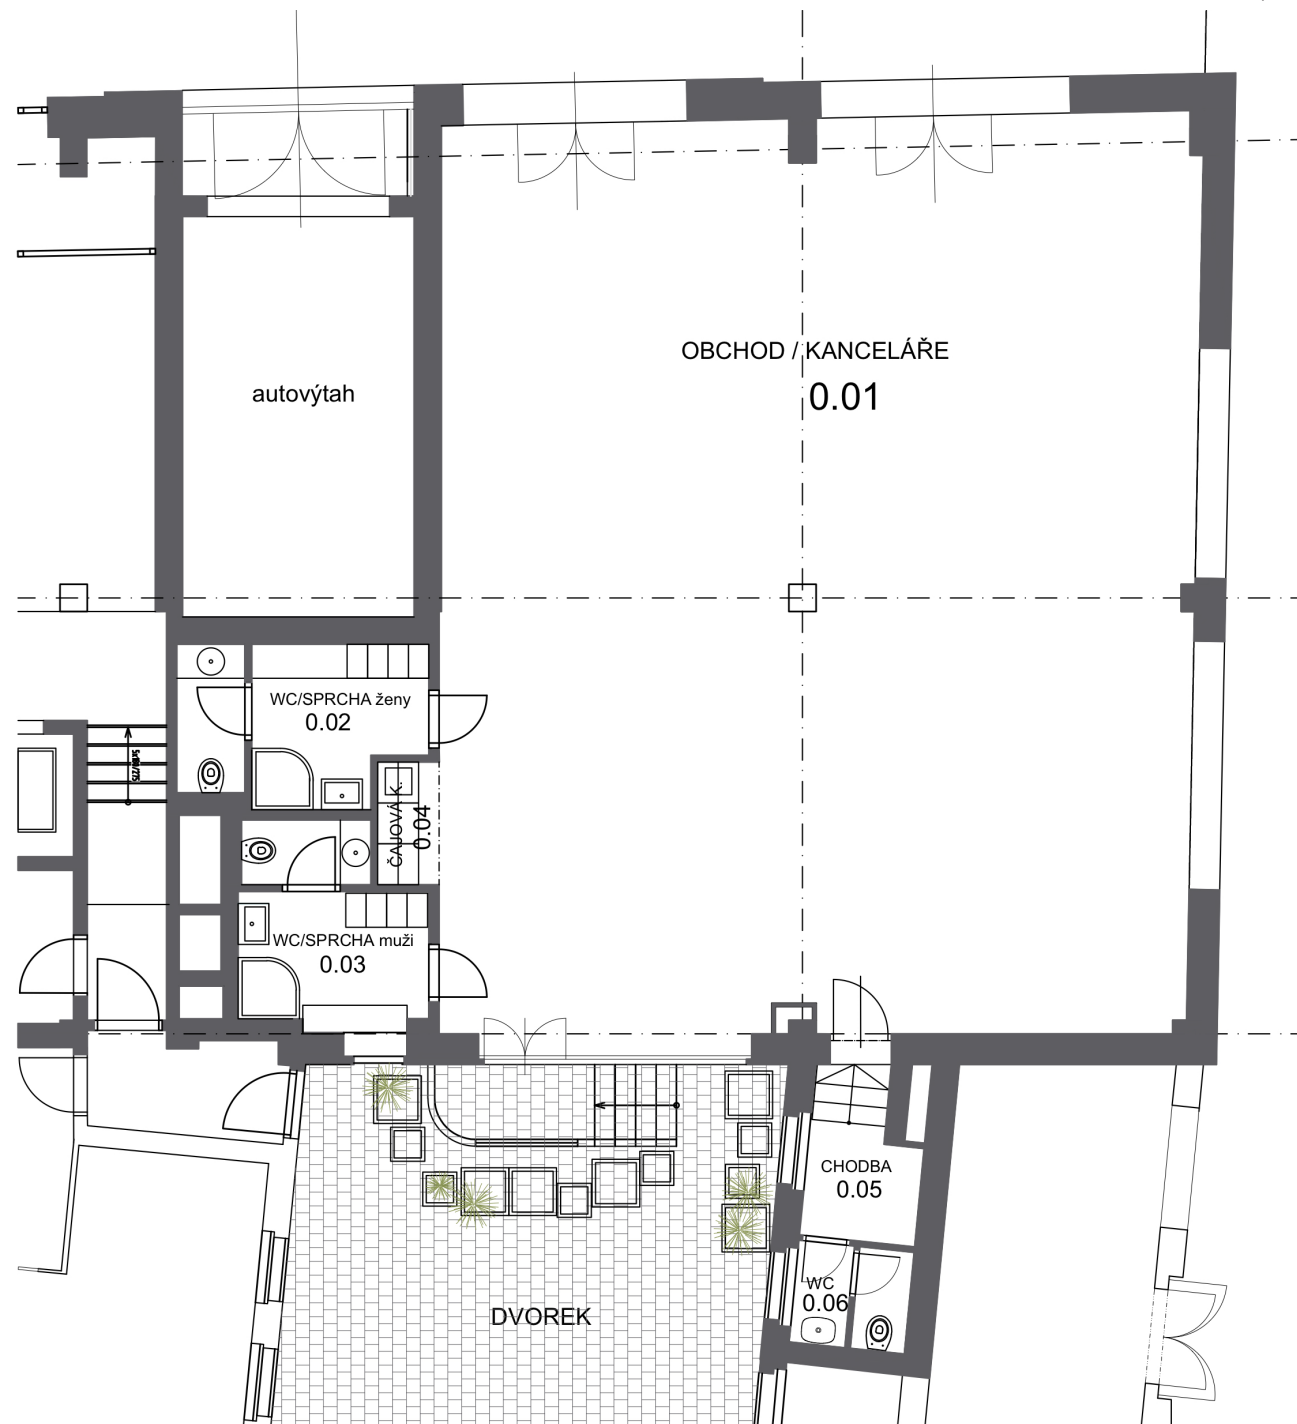 OBCHOD / KANCELÁŘE
0.01
autovýtah
WC/SPRCHA ženy
0.02
ČAJOVÁ K.
0.04
WC/SPRCHA muži
0.03
CHODBA
0.05
WC
0.06
DVOREK